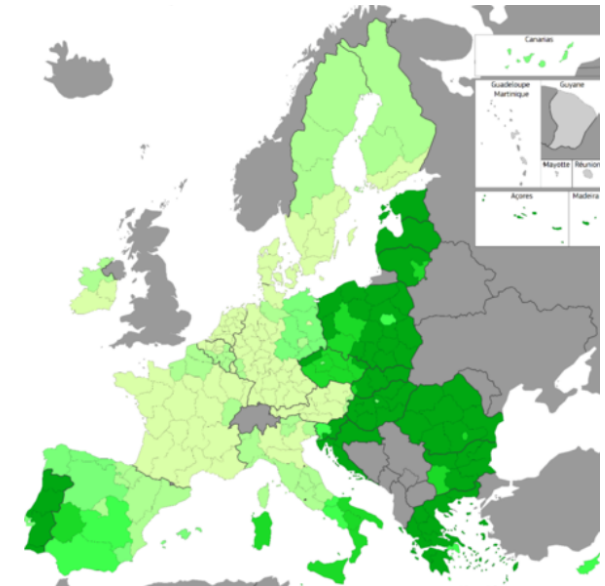 Canarias
Guadeloupe
Martinique
Guyane
Mayotte
Réunion
Açores
Madeira